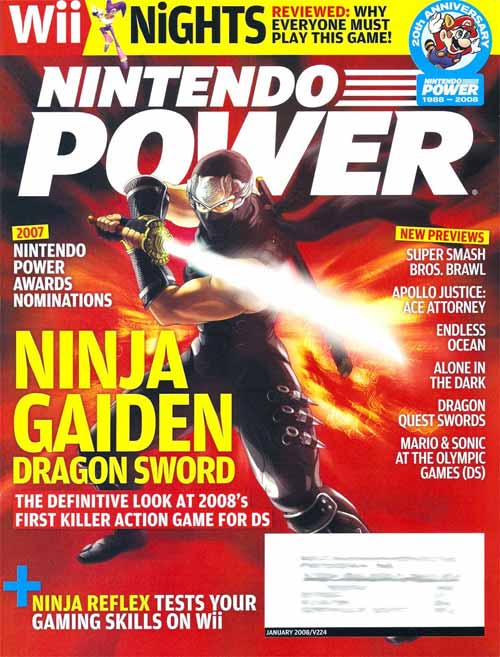 Wii NiGHTS
REVIEWED: WHY
EVERYONE MUST
PLAY THIS GAME!
20th ANNIVERSARY
NINTENDO
POWER
1988 – 2008
NINTENDO
POWER
2007
NINTENDO
POWER
AWARDS
NOMINATIONS
NEW PREVIEWS
SUPER SMASH
BROS. BRAWL
APOLLO JUSTICE:
ACE ATTORNEY
ENDLESS
OCEAN
ALONE IN
THE DARK
DRAGON
QUEST SWORDS
MARIO & SONIC
AT THE OLYMPIC
GAMES (DS)
NINJA
GAIDEN
DRAGON SWORD
THE DEFINITIVE LOOK AT 2008's
FIRST KILLER ACTION GAME FOR DS
+ NINJA REFLEX TESTS YOUR
GAMING SKILLS ON Wii
JANUARY 2008/V224